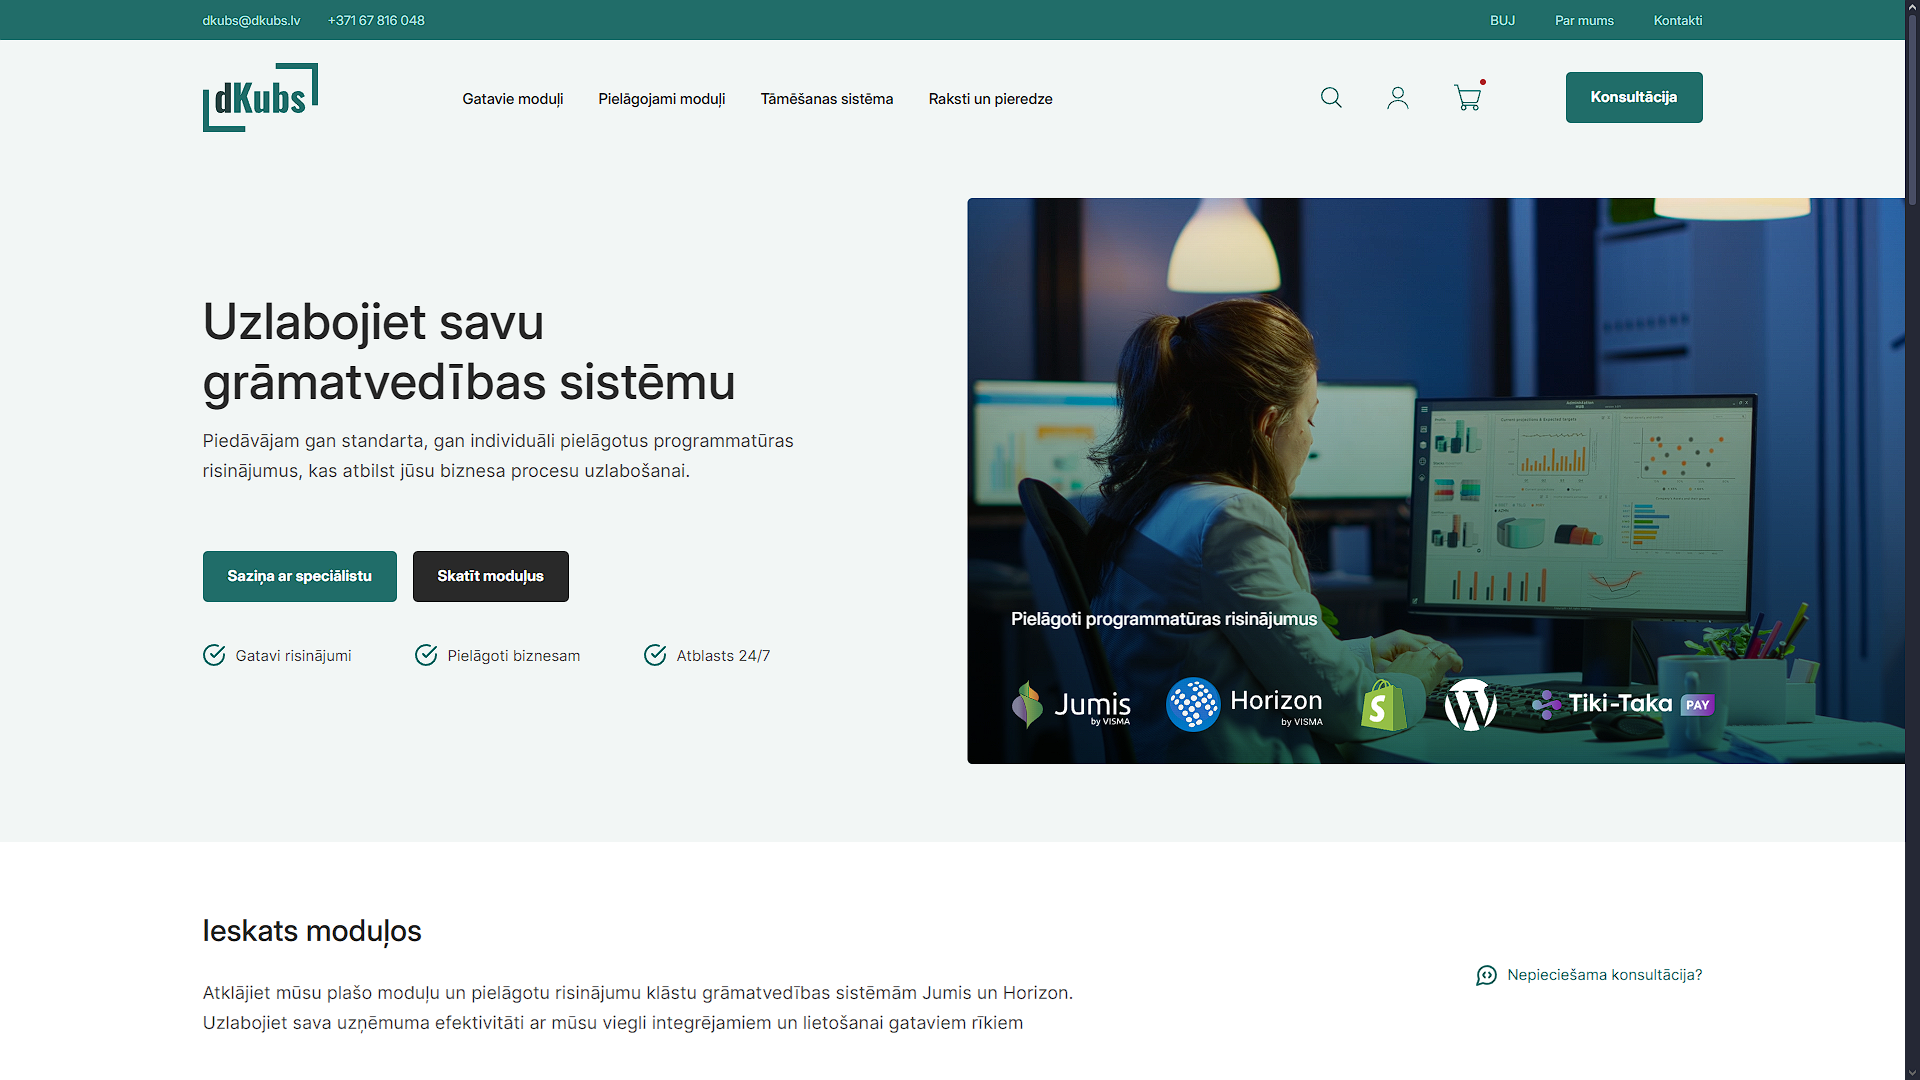 dkubs@dkubs.lv +371 67 816 048 BUJ Par mums Kontakti
dKubs
Gatavie moduļi Pielāgojami moduļi Tāmēšanas sistēma Raksti un pieredze Konsultācija
Uzlabojiet savu
grāmatvedības sistēmu
Piedāvājam gan standarta, gan individuāli pielāgotus programmatūras
risinājumus, kas atbilst jūsu biznesa procesu uzlabošanai.
Saziņa ar speciālistu Skatīt moduļus
Gatavi risinājumi Pielāgoti biznesam Atblasts 24/7
Pielāgoti programmatūras risinājumus
Jumis by VISMA Horizon by VISMA Tiki-Taka PAY
Ieskats moduļos
Atklājiet mūsu plašo moduļu un pielāgotu risinājumu klāstu grāmatvedības sistēmām Jumis un Horizon.
Uzlabojiet sava uzņēmuma efektivitāti ar mūsu viegli integrējamiem un lietošanai gataviem rīkiem
Nepieciešama konsultācija?